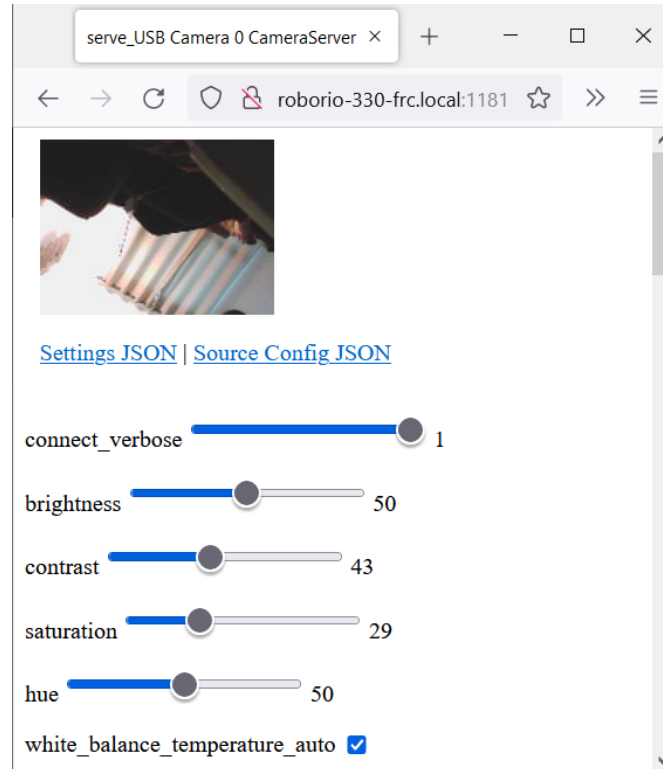 serve_USB Camera 0 CameraServer
roborio-330-frc.local:1181
Settings JSON | Source Config JSON
connect_verbose 1
brightness 50
contrast 43
saturation 29
hue 50
white_balance_temperature_auto